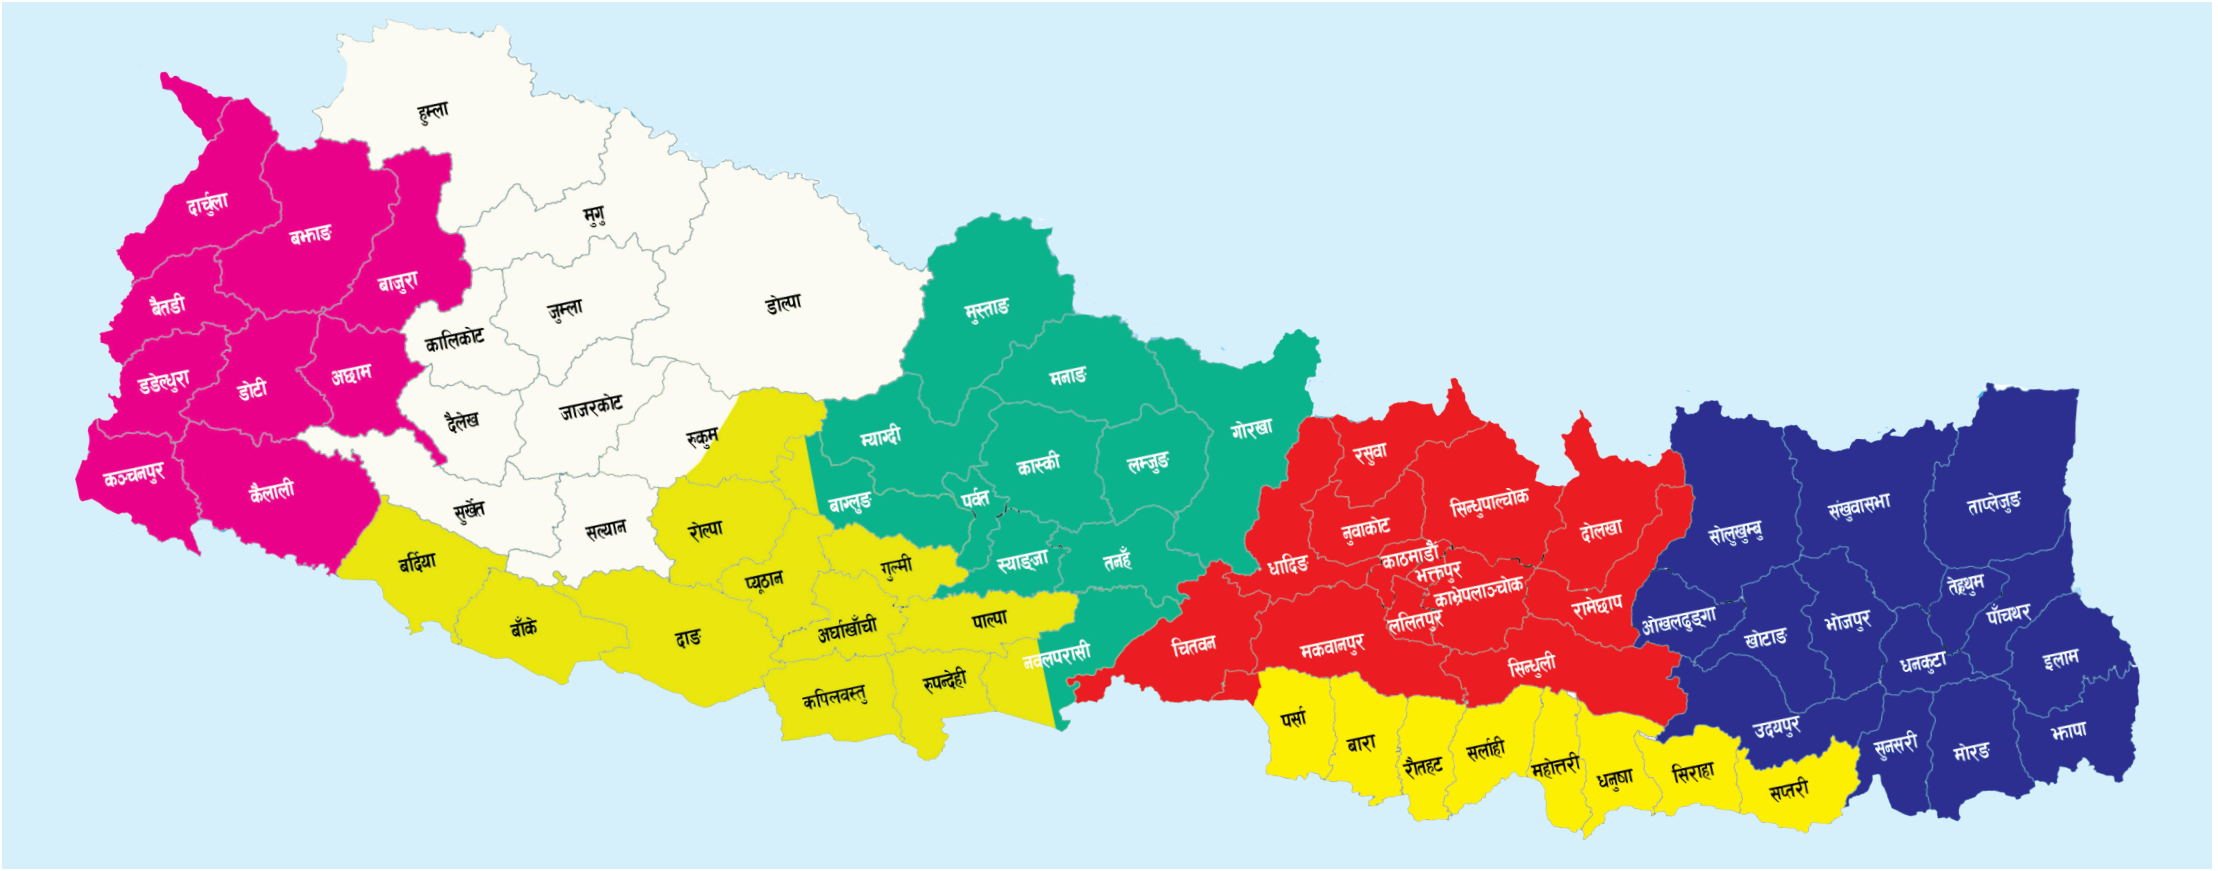 हुम्ला
दार्चुला
बझाङ
मुगु
बाजुरा
बैतडी
जुम्ला
डोल्पा
मुस्ताङ
कालिकोट
डडेल्धुरा
डोटी
अछाम
मनाङ
दैलेख
जाजरकोट
रुकुम
म्याग्दी
कास्की
लम्जुङ
गोरखा
रसुवा
कञ्चनपुर
कैलाली
सुर्खेत
सल्यान
रोल्पा
बाग्लुङ
पर्वत
नुवाकोट
सिन्धुपाल्चोक
दोलखा
सोलुखुम्बु
संखुवासभा
ताप्लेजुङ
बर्दिया
प्यूठान
गुल्मी
स्याङ्जा
तनहँ
धादिङ
काठमाडौं
भक्तपुर
काभ्रेपलाञ्चोक
रामेछाप
ओखलढुङ्गा
खोटाङ
भोजपुर
तेह्रथुम
पाँचथर
बाँके
दाङ
अर्घाखाँची
पाल्पा
नवलपरासी
चितवन
मकवानपुर
ललितपुर
सिन्धुली
धनकुटा
इलाम
कपिलवस्तु
रुपन्देही
पर्सा
बारा
रौतहट
सर्लाही
महोत्तरी
धनुषा
सिराहा
सप्तरी
उदयपुर
सुनसरी
मोरङ
झापा